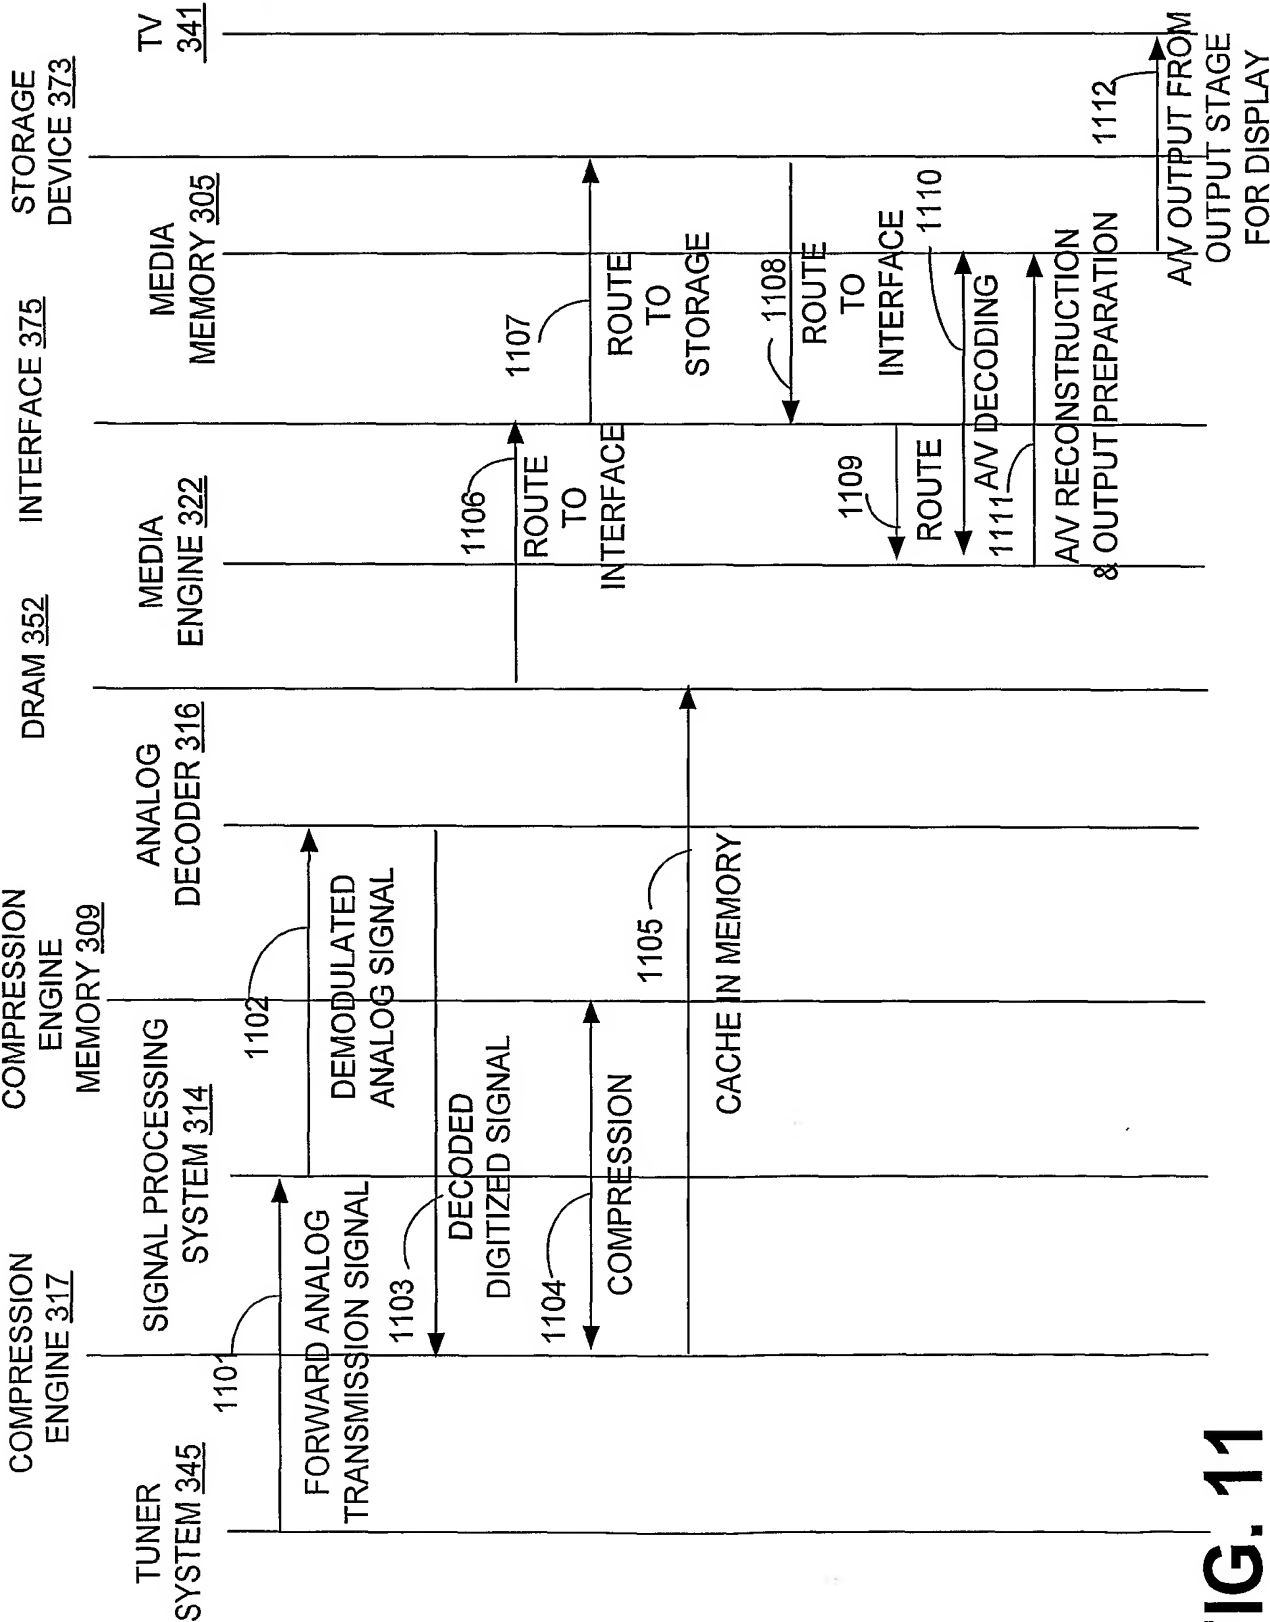 TUNER
SYSTEM 345
COMPRESSION
ENGINE 317
SIGNAL PROCESSING
SYSTEM 314
COMPRESSION
ENGINE
MEMORY 309
ANALOG
DECODER 316
DRAM 352
MEDIA
ENGINE 322
INTERFACE 375
MEDIA
MEMORY 305
STORAGE
DEVICE 373
TV
341
1101
FORWARD ANALOG
TRANSMISSION SIGNAL
1102
DEMODULATED
ANALOG SIGNAL
1103
DECODED
DIGITIZED SIGNAL
1104
COMPRESSION
1105
CACHE IN MEMORY
1106
ROUTE
TO
INTERFACE
1107
ROUTE
TO
STORAGE
1108
ROUTE
TO
INTERFACE
1109
ROUTE
1110
A/V DECODING
1111
A/V RECONSTRUCTION
& OUTPUT PREPARATION
1112
A/V OUTPUT FROM
OUTPUT STAGE
FOR DISPLAY
IG. 11